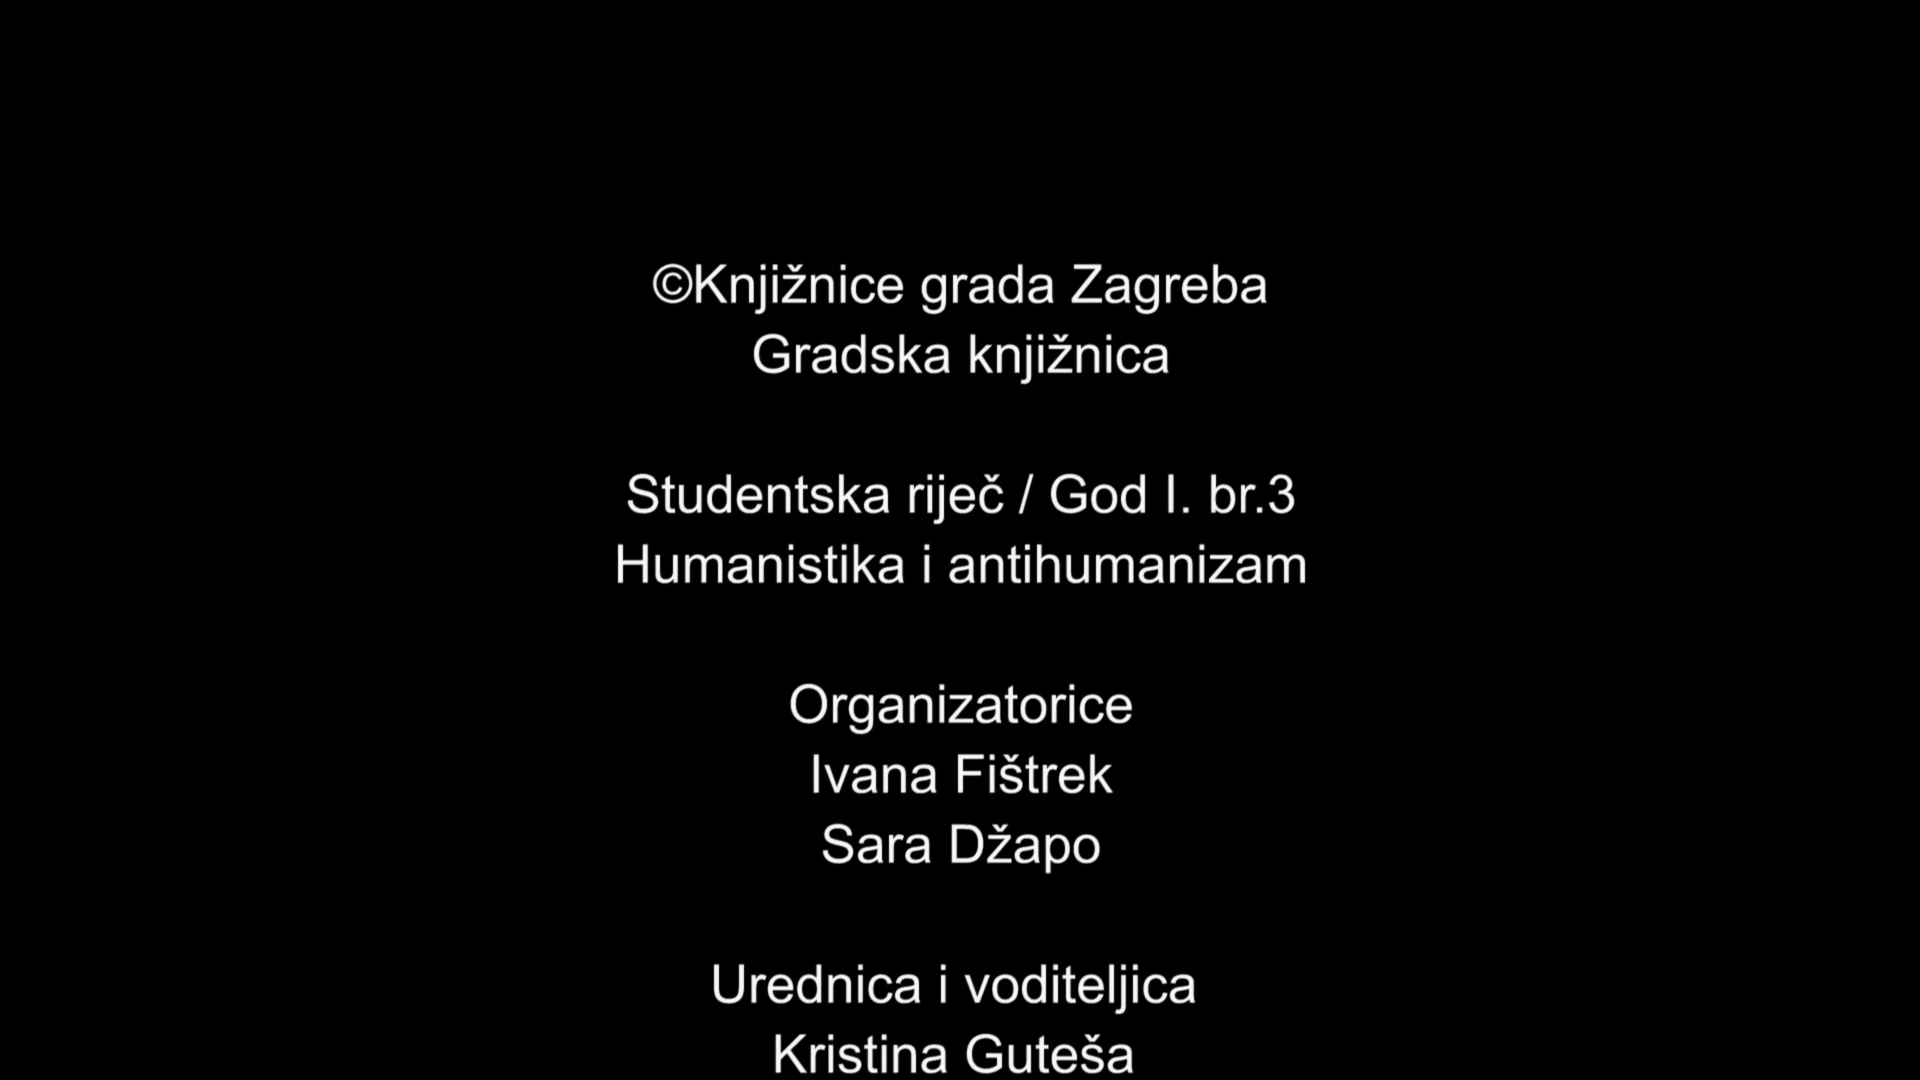 ©Knjižnice grada Zagreba
Gradska knjižnica
Studentska riječ / God I. br.3
Humanistika i antihumanizam
Organizatorice
Ivana Fištrek
Sara Džapo
Urednica i voditeljica
Kristina Guteša